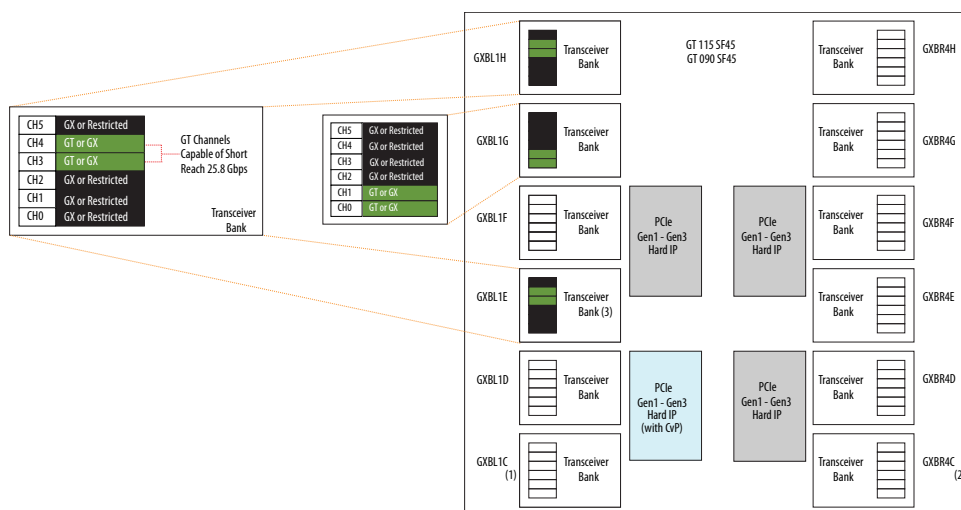 GT 115 SF45
GT 090 SF45
GXBL1H
Transceiver
Bank
Transceiver
Bank
GXBR4H
CH5 GX or Restricted
CH4 GT or GX
CH3 GT or GX
CH2 GX or Restricted
CH1 GX or Restricted
CH0 GX or Restricted
GT Channels
Capable of Short
Reach 25.8 Gbps
Transceiver
Bank
CH5 GX or Restricted
CH4 GX or Restricted
CH3 GX or Restricted
CH2 GX or Restricted
CH1 GT or GX
CH0 GT or GX
GXBL1G
Transceiver
Bank
Transceiver
Bank
GXBR4G
GXBL1F
Transceiver
Bank
PCIe
Gen1 - Gen3
Hard IP
PCIe
Gen1 - Gen3
Hard IP
Transceiver
Bank
GXBR4F
GXBL1E
Transceiver
Bank (3)
Transceiver
Bank
GXBR4E
GXBL1D
Transceiver
Bank
PCIe
Gen1 - Gen3
Hard IP
(with CvP)
PCIe
Gen1 - Gen3
Hard IP
Transceiver
Bank
GXBR4D
GXBL1C
(1)
Transceiver
Bank
Transceiver
Bank
GXBR4C
(2